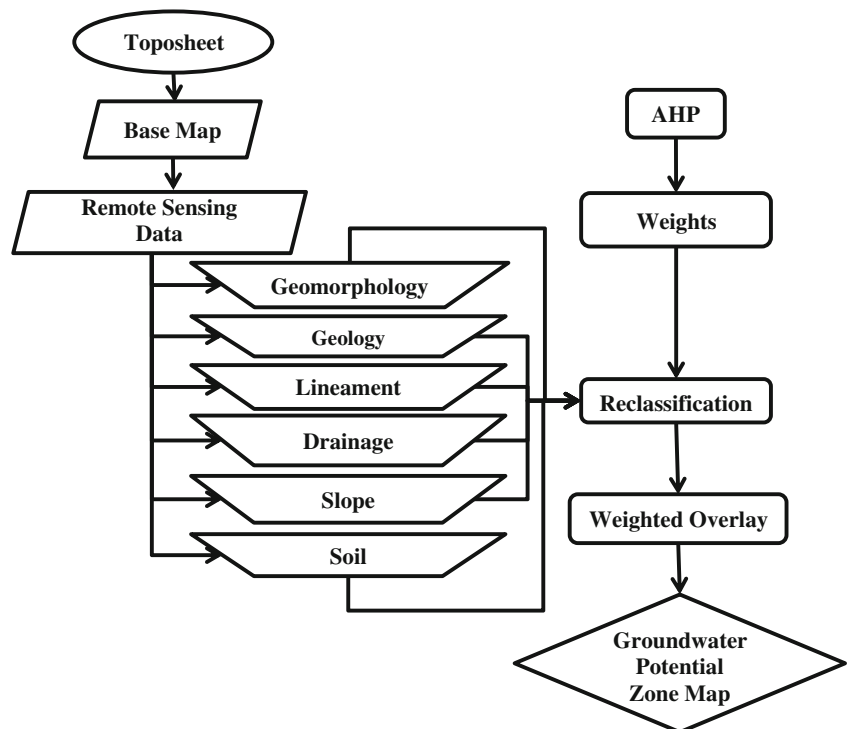 Toposheet
Base Map
Remote Sensing
Data
Geomorphology
Geology
Lineament
Drainage
Slope
Soil
AHP
Weights
Reclassification
Weighted Overlay
Groundwater
Potential
Zone Map